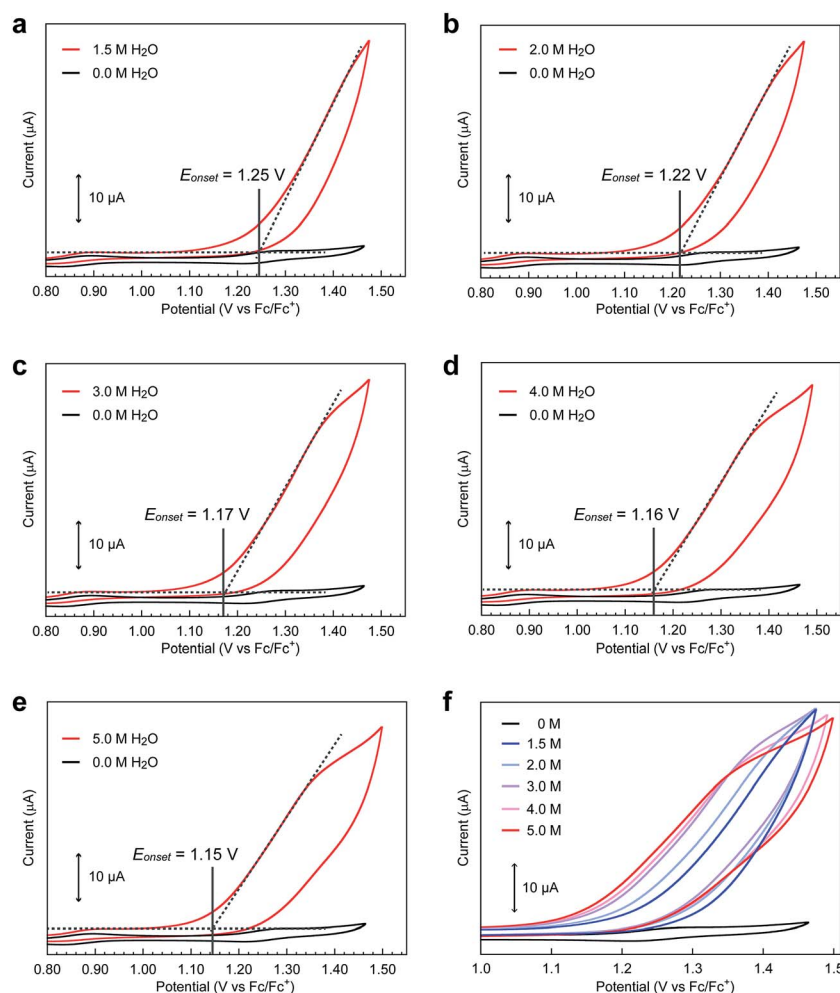 a
1.5 M H2O
0.0 M H2O
Current (μA)
Eonset = 1.25 V
10 μA
0.80 0.90 1.00 1.10 1.20 1.30 1.40 1.50
Potential (V vs Fc/Fc+)
b
2.0 M H2O
0.0 M H2O
Current (μA)
Eonset = 1.22 V
10 μA
0.80 0.90 1.00 1.10 1.20 1.30 1.40 1.50
Potential (V vs Fc/Fc+)
c
3.0 M H2O
0.0 M H2O
Current (μA)
Eonset = 1.17 V
10 μA
0.80 0.90 1.00 1.10 1.20 1.30 1.40 1.50
Potential (V vs Fc/Fc+)
d
4.0 M H2O
0.0 M H2O
Current (μA)
Eonset = 1.16 V
10 μA
0.80 0.90 1.00 1.10 1.20 1.30 1.40 1.50
Potential (V vs Fc/Fc+)
e
5.0 M H2O
0.0 M H2O
Current (μA)
Eonset = 1.15 V
10 μA
0.80 0.90 1.00 1.10 1.20 1.30 1.40 1.50
Potential (V vs Fc/Fc+)
f
0 M
1.5 M
2.0 M
3.0 M
4.0 M
5.0 M
Current (μA)
10 μA
1.0 1.1 1.2 1.3 1.4 1.5
Potential (V vs Fc/Fc+)